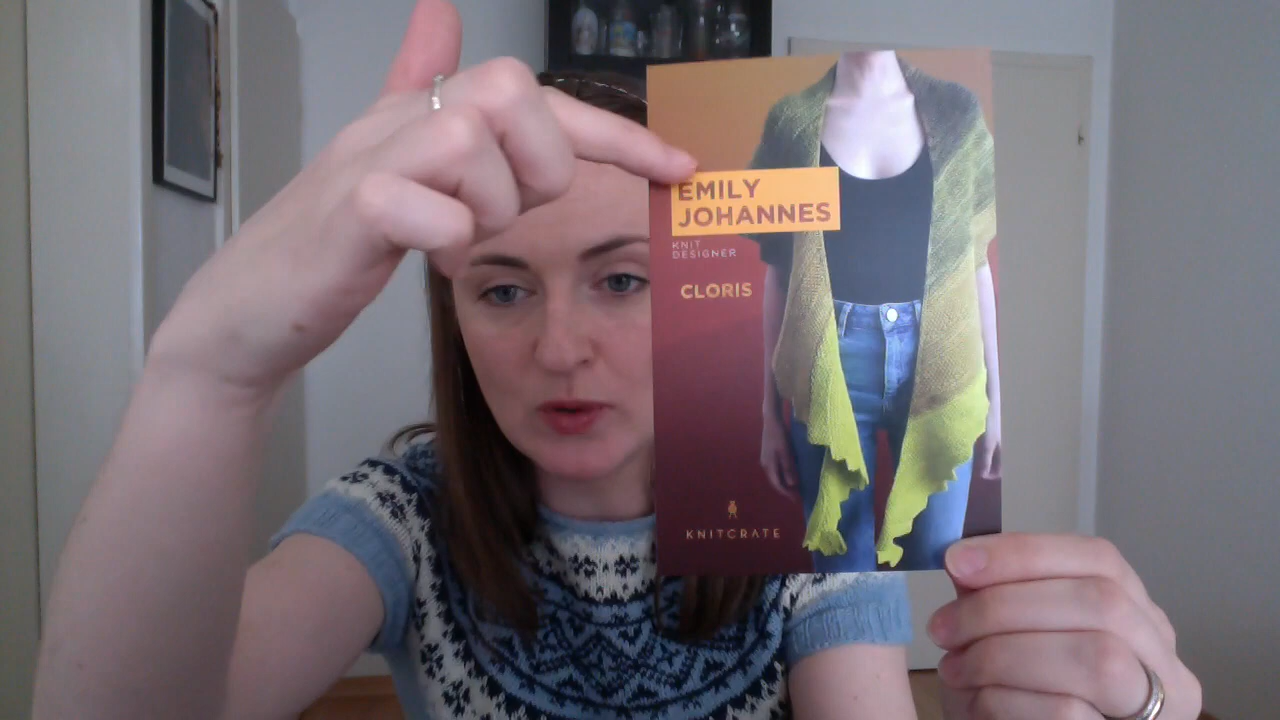 EMILY
JOHANNES
KNIT
DESIGNER
CLORIS
KNITCRATE